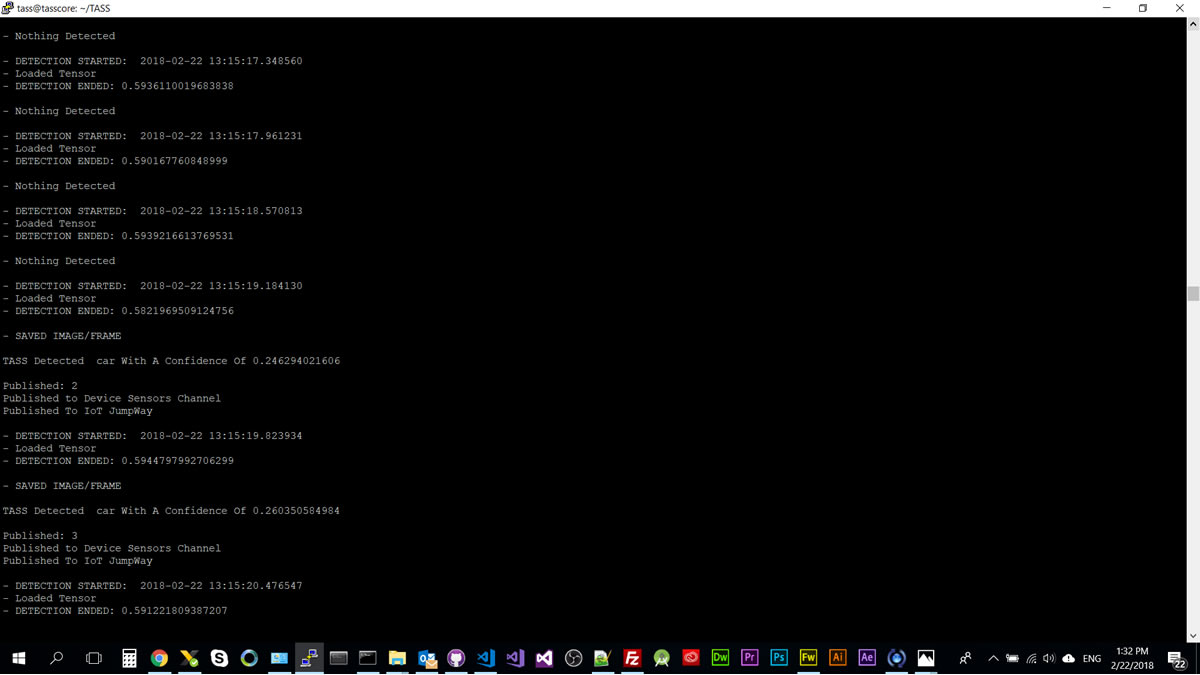 tass@tasscore: ~/TASS
- Nothing Detected
- DETECTION STARTED:  2018-02-22 13:15:17.348560
- Loaded Tensor
- DETECTION ENDED: 0.5936110019683838
- Nothing Detected
- DETECTION STARTED:  2018-02-22 13:15:17.961231
- Loaded Tensor
- DETECTION ENDED: 0.590167760848999
- Nothing Detected
- DETECTION STARTED:  2018-02-22 13:15:18.570813
- Loaded Tensor
- DETECTION ENDED: 0.5939216613769531
- Nothing Detected
- DETECTION STARTED:  2018-02-22 13:15:19.184130
- Loaded Tensor
- DETECTION ENDED: 0.5821969509124756
- SAVED IMAGE/FRAME
TASS Detected  car With A Confidence Of 0.246294021606
Published: 2
Published to Device Sensors Channel
Published To IoT JumpWay
- DETECTION STARTED:  2018-02-22 13:15:19.823934
- Loaded Tensor
- DETECTION ENDED: 0.5944797992706299
- SAVED IMAGE/FRAME
TASS Detected  car With A Confidence Of 0.260350584984
Published: 3
Published to Device Sensors Channel
Published To IoT JumpWay
- DETECTION STARTED:  2018-02-22 13:15:20.476547
- Loaded Tensor
- DETECTION ENDED: 0.591221809387207
Fz Dw Pr Ps Fw Ai Ae ENG 1:32 PM
2/22/2018 22